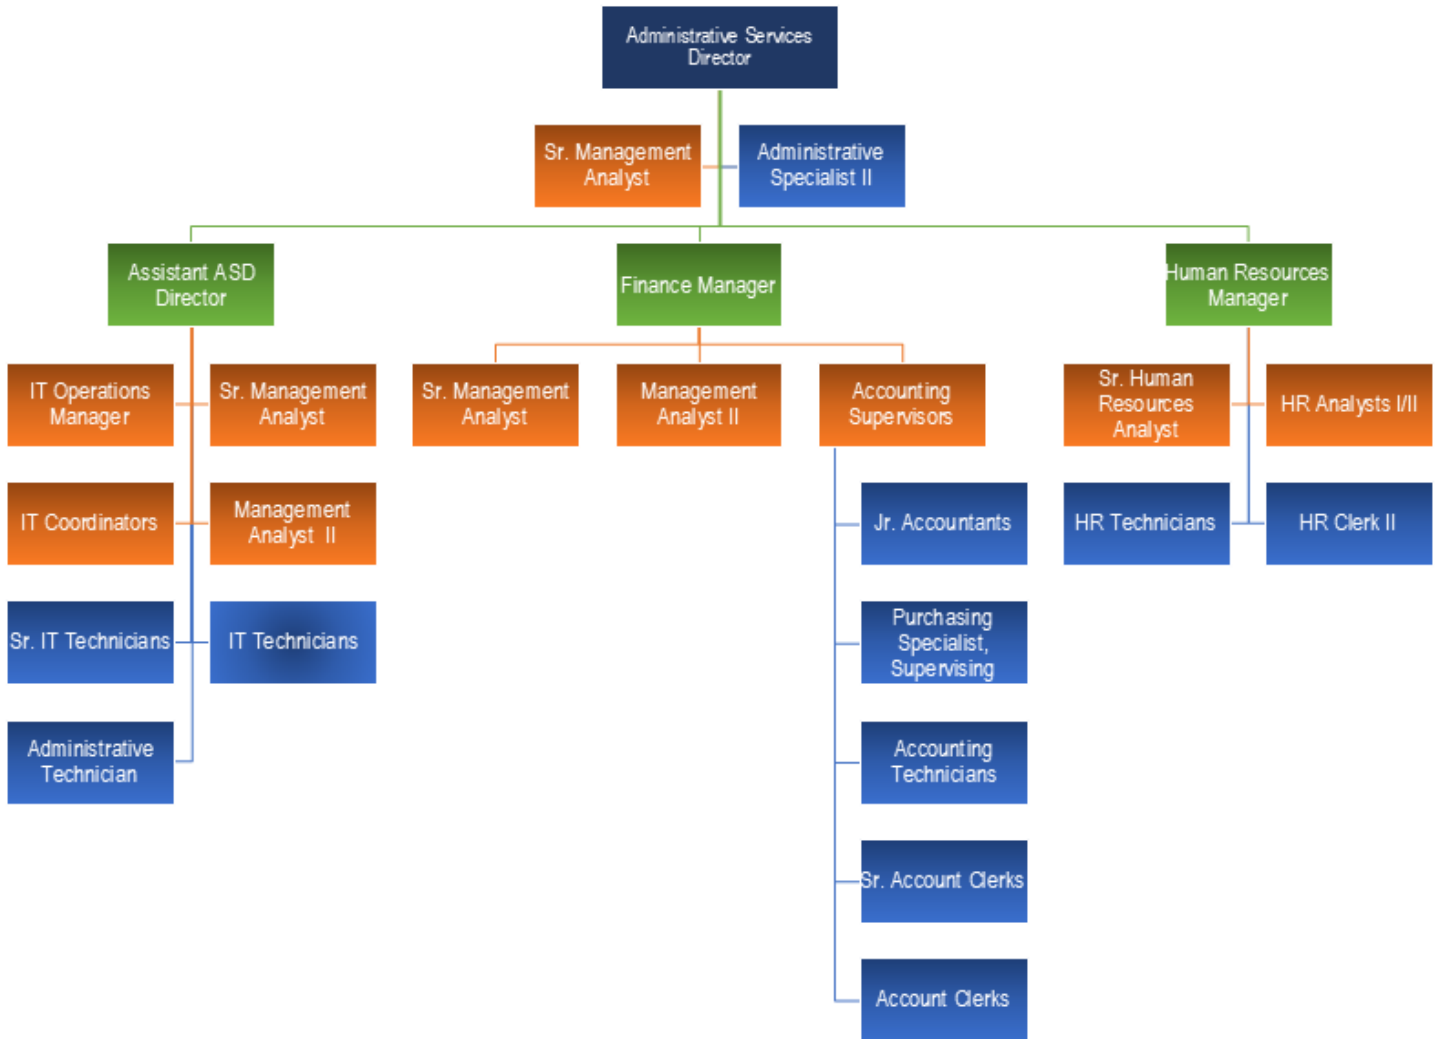 Administrative Services
Director
Sr. Management
Analyst
Administrative
Specialist II
Assistant ASD
Director
Finance Manager
Human Resources
Manager
IT Operations
Manager
Sr. Management
Analyst
Sr. Management
Analyst
Management
Analyst II
Accounting
Supervisors
Sr. Human
Resources
Analyst
HR Analysts I/II
IT Coordinators
Management
Analyst II
Jr. Accountants
HR Technicians
HR Clerk II
Sr. IT Technicians
IT Technicians
Purchasing
Specialist,
Supervising
Administrative
Technician
Accounting
Technicians
Sr. Account Clerks
Account Clerks